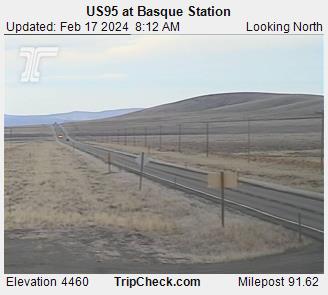 US95 at Basque Station
Updated: Feb 17 2024 8:12 AM Looking North
Elevation 4460 TripCheck.com Milepost 91.62